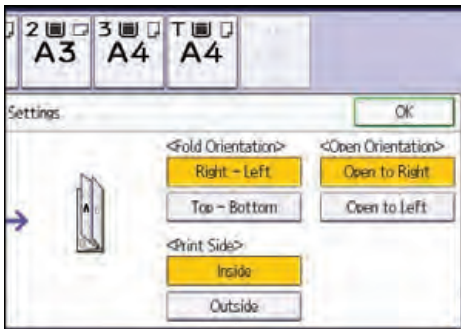 2 3 T
A3 A4 A4
Settings OK
<Fold Orientation> <Open Orientation>
Right - Left Open to Right
Top - Bottom Open to Left
A
<Print Side>
Inside
Outside